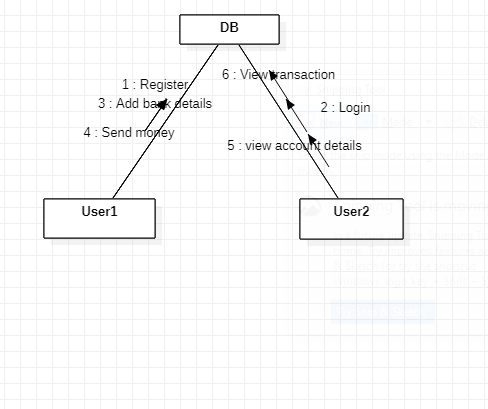 DB
6 : View transaction
1 : Register
3 : Add bank details
2 : Login
4 : Send money
5 : view account details
User1
User2